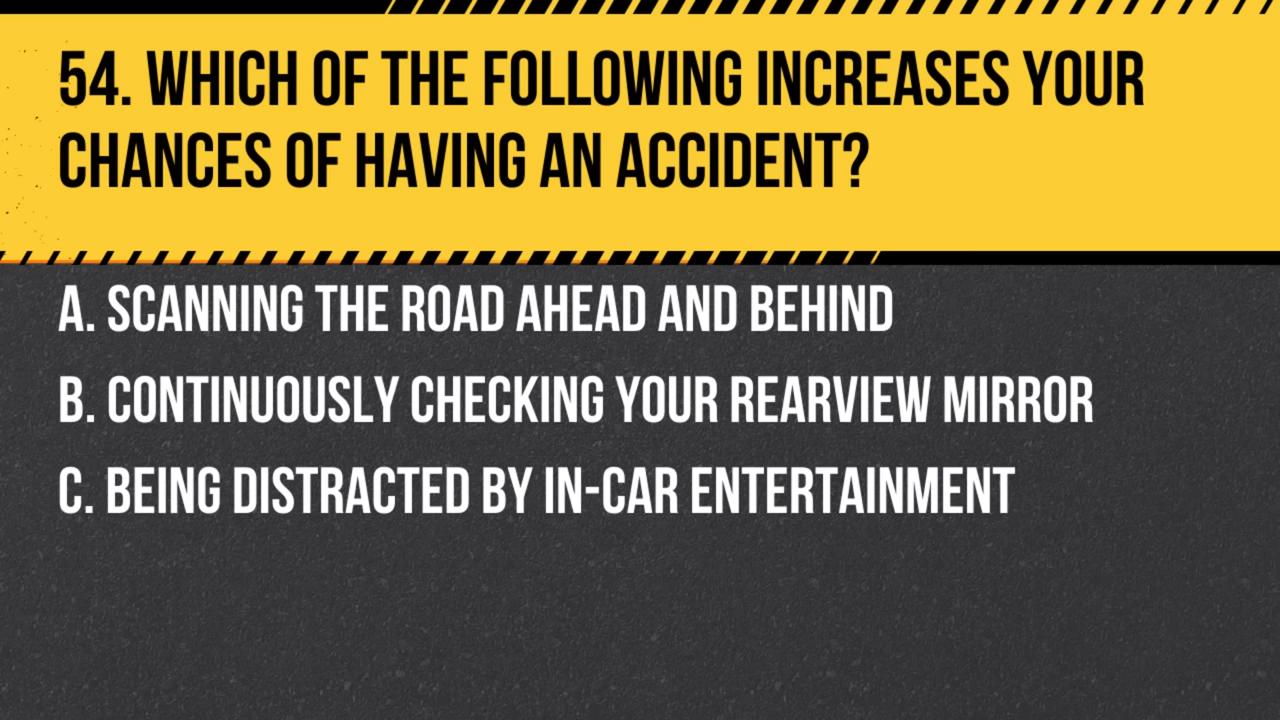 54. WHICH OF THE FOLLOWING INCREASES YOUR
CHANCES OF HAVING AN ACCIDENT?
A. SCANNING THE ROAD AHEAD AND BEHIND
B. CONTINUOUSLY CHECKING YOUR REARVIEW MIRROR
C. BEING DISTRACTED BY IN-CAR ENTERTAINMENT